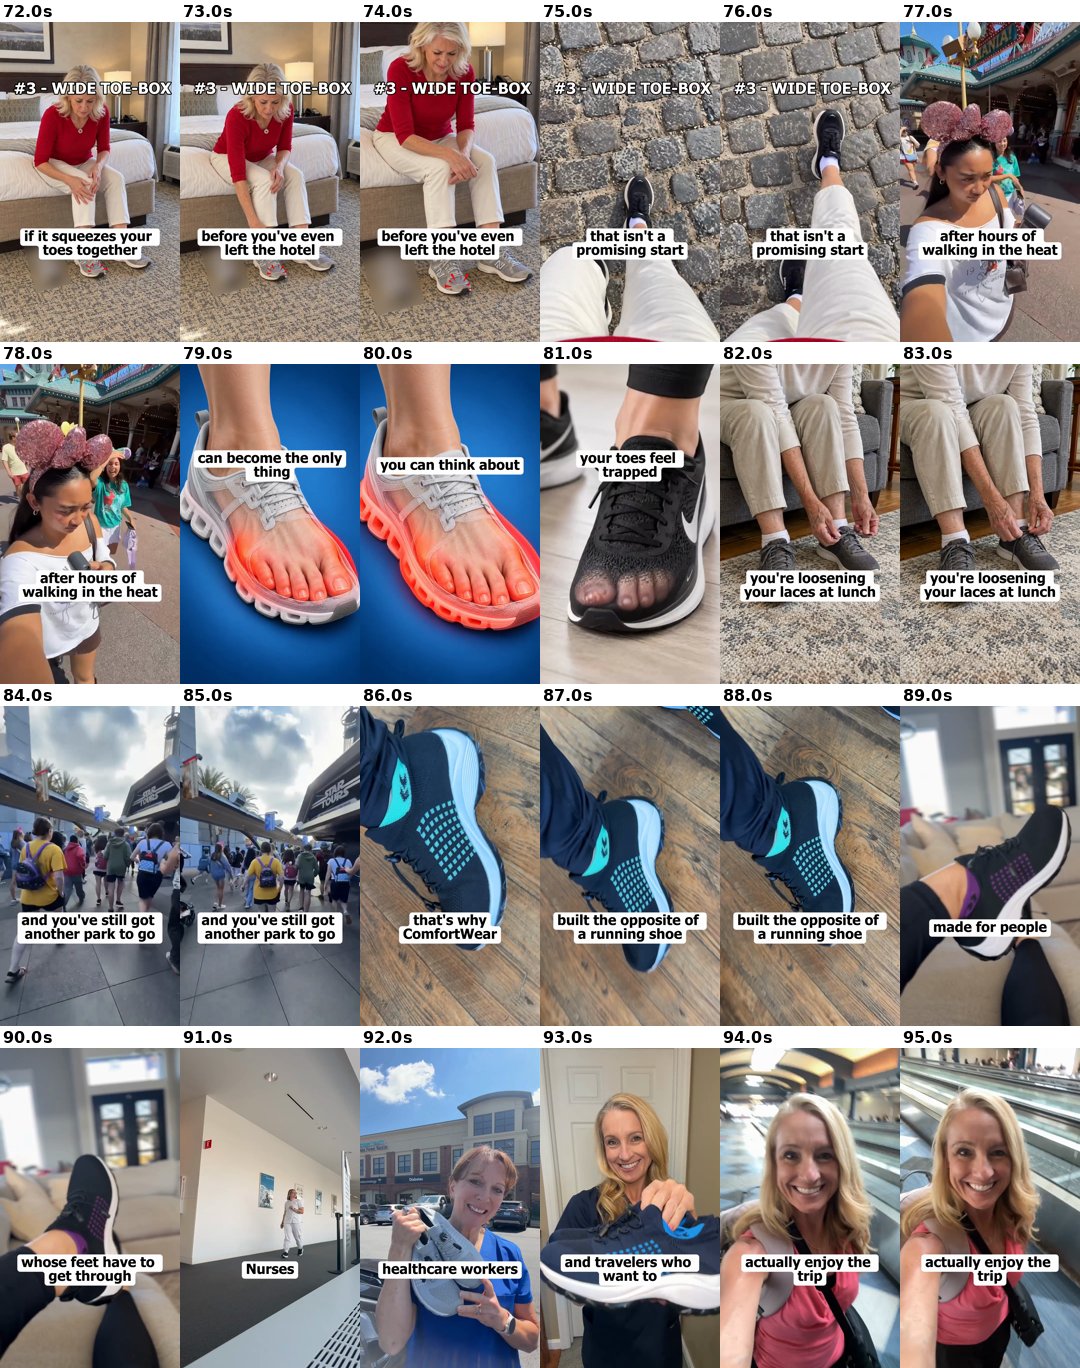 72.0s
73.0s
74.0s
75.0s
76.0s
77.0s
#3 - WIDE TOE-BOX
#3 - WIDE TOE-BOX
#3 - WIDE TOE-BOX
#3 - WIDE TOE-BOX
#3 - WIDE TOE-BOX
if it squeezes your
toes together
before you've even
left the hotel
before you've even
left the hotel
that isn't a
promising start
that isn't a
promising start
after hours of
walking in the heat
78.0s
79.0s
80.0s
81.0s
82.0s
83.0s
after hours of
walking in the heat
can become the only
thing
you can think about
your toes feel
trapped
you're loosening
your laces at lunch
you're loosening
your laces at lunch
84.0s
85.0s
86.0s
87.0s
88.0s
89.0s
STAR
TOURS
STAR
TOURS
and you've still got
another park to go
and you've still got
another park to go
that's why
ComfortWear
built the opposite of
a running shoe
built the opposite of
a running shoe
made for people
90.0s
91.0s
92.0s
93.0s
94.0s
95.0s
whose feet have to
get through
Nurses
healthcare workers
and travelers who
want to
actually enjoy the
trip
actually enjoy the
trip